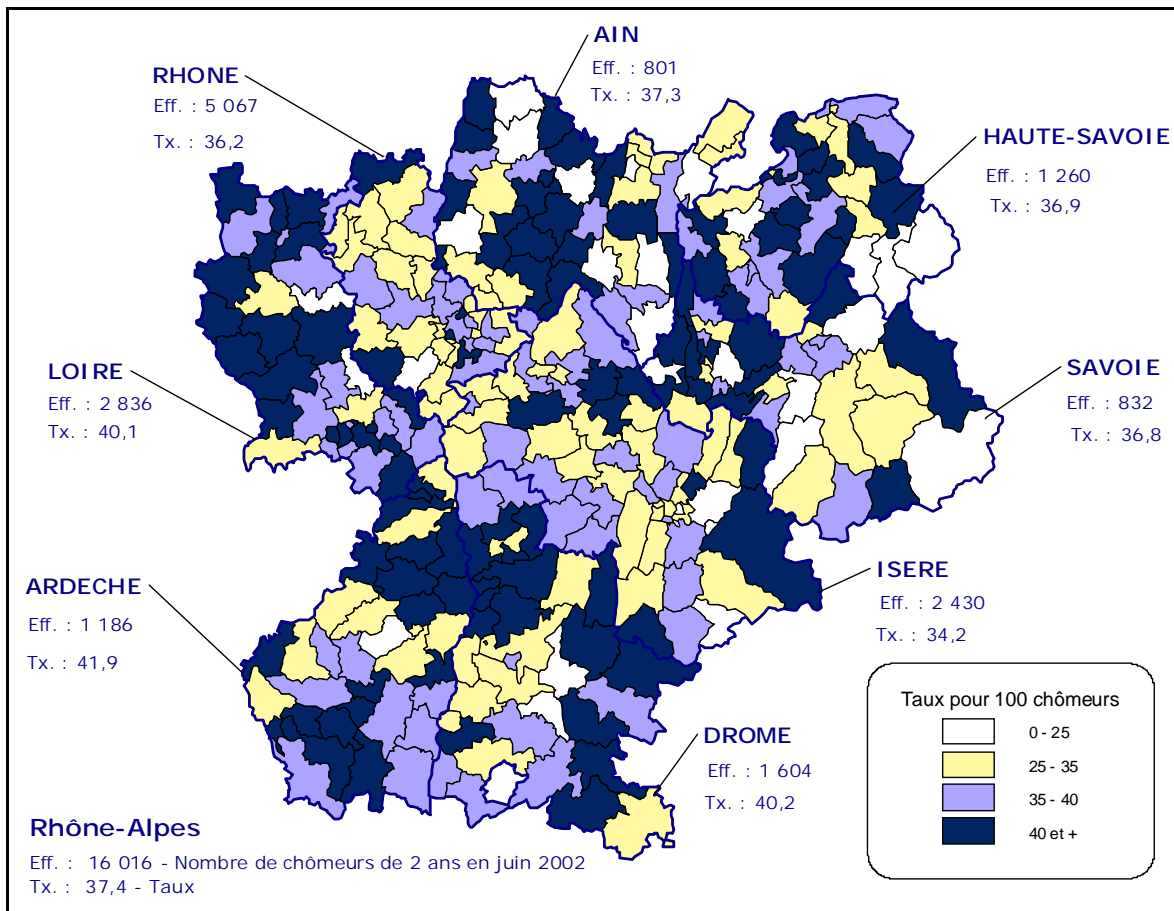 AIN
Eff. : 801
Tx. : 37,3
RHONE
Eff. : 5 067
Tx. : 36,2
HAUTE-SAVOIE
Eff. : 1 260
Tx. : 36,9
LOIRE
Eff. : 2 836
Tx. : 40,1
SAVOIE
Eff. : 832
Tx. : 36,8
ARDECHE
Eff. : 1 186
Tx. : 41,9
ISERE
Eff. : 2 430
Tx. : 34,2
DROME
Eff. : 1 604
Tx. : 40,2
Taux pour 100 chômeurs
0 - 25
25 - 35
35 - 40
40 et +
Rhône-Alpes
Eff. : 16 016 - Nombre de chômeurs de 2 ans en juin 2002
Tx. : 37,4 - Taux